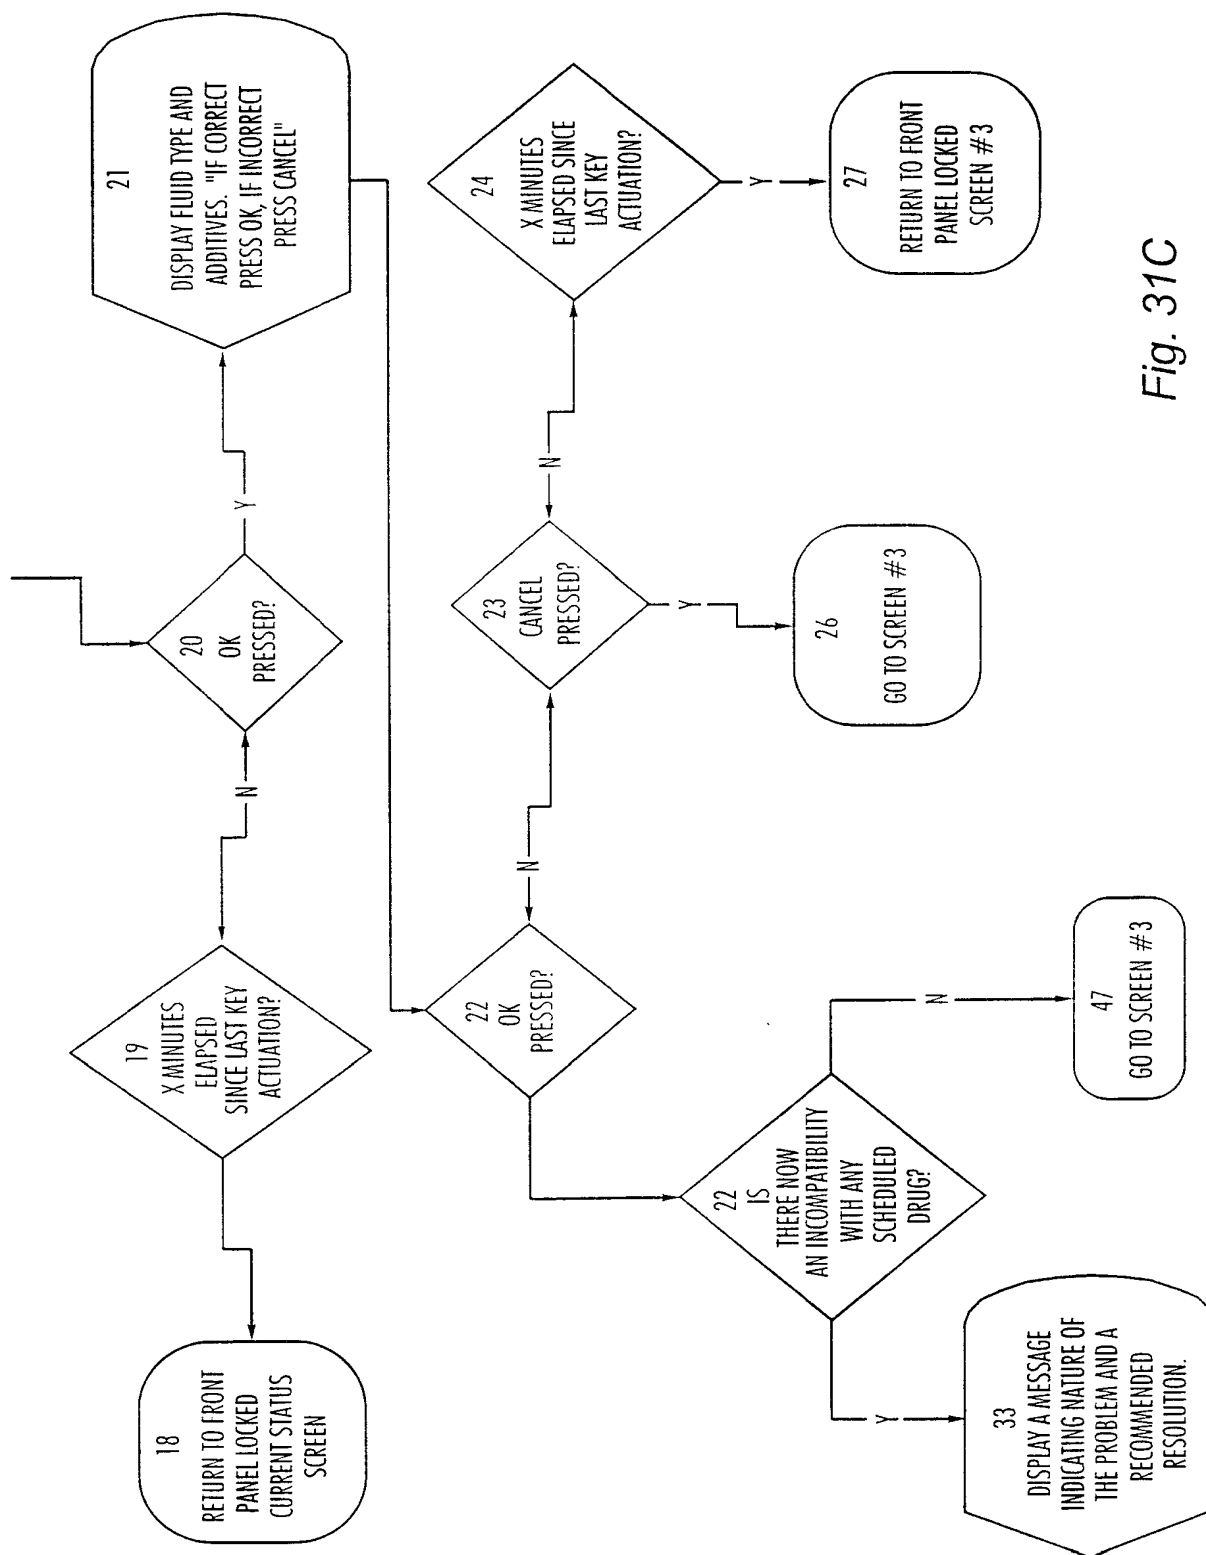 18
RETURN TO FRONT
PANEL LOCKED
CURRENT STATUS
SCREEN
19
X MINUTES
ELAPSED
SINCE LAST KEY
ACTUATION?
N
20
OK
PRESSED?
Y
21
DISPLAY FLUID TYPE AND
ADDITIVES. "IF CORRECT
PRESS OK, IF INCORRECT
PRESS CANCEL"
22
OK
PRESSED?
N
23
CANCEL
PRESSED?
N
24
X MINUTES
ELAPSED SINCE
LAST KEY
ACTUATION?
Y
Y
22
IS
THERE NOW
AN INCOMPATIBILITY
WITH ANY
SCHEDULED
DRUG?
N
26
GO TO SCREEN #3
27
RETURN TO FRONT
PANEL LOCKED
SCREEN #3
Y
33
DISPLAY A MESSAGE
INDICATING NATURE OF
THE PROBLEM AND A
RECOMMENDED
RESOLUTION.
47
GO TO SCREEN #3
Fig. 31C